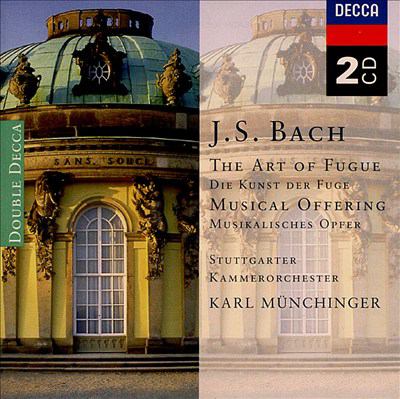 DOUBLE DECCA
SANS, SOUCI.
DECCA
2CD
J.S. BACH
THE ART OF FUGUE
DIE KUNST DER FUGE
MUSICAL OFFERING
MUSIKALISCHES OPFER
STUTTGARTER
KAMMERORCHESTER
KARL MÜNCHINGER